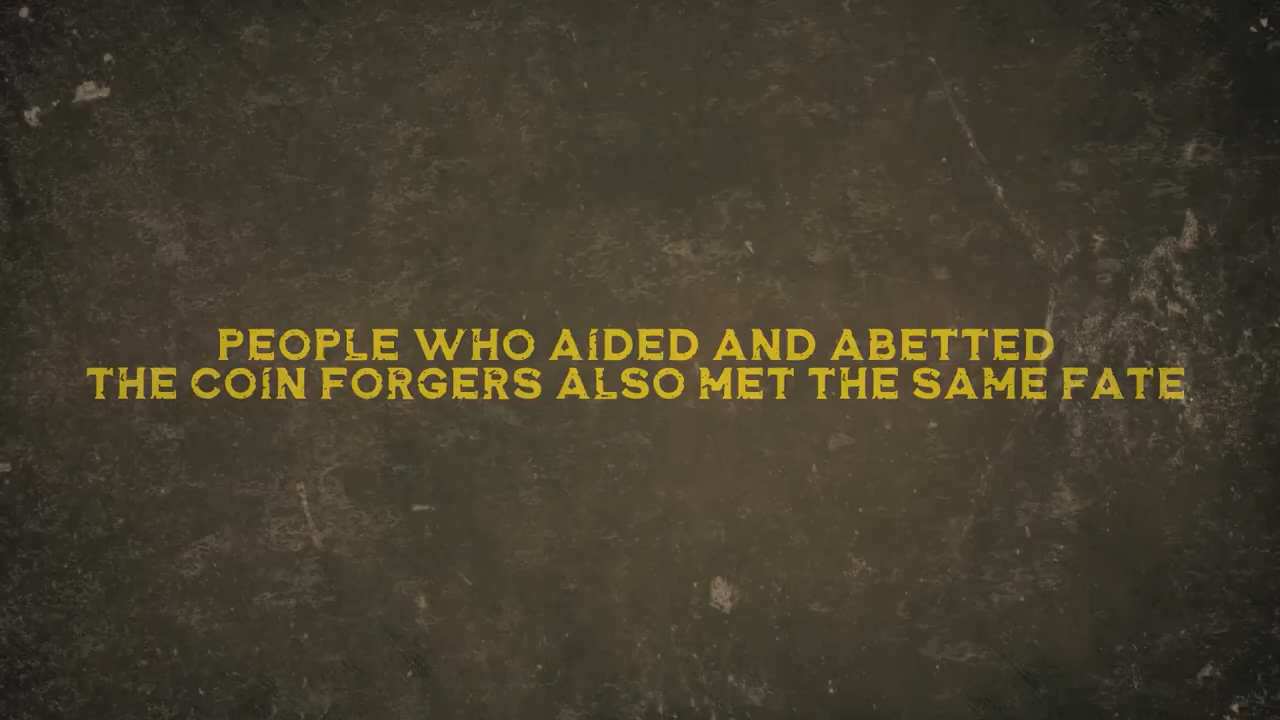 PEOPLE WHO AIDED AND ABETTED
THE COIN FORGERS ALSO MET THE SAME FATE